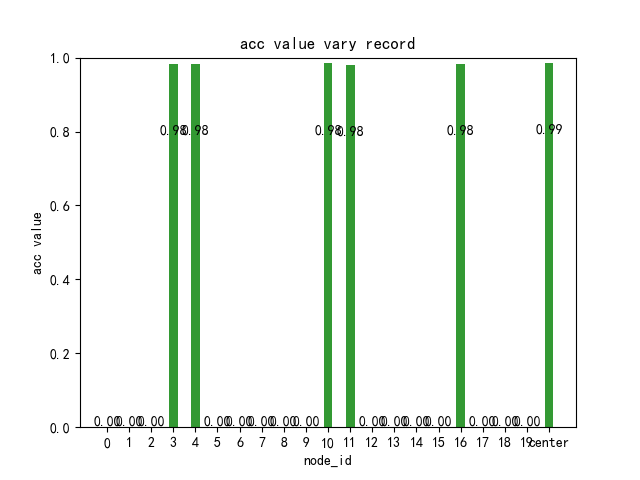 acc value vary record
1.0
0.8
0.6
0.4
0.2
0.0
acc value
0.98 0.98 0.98 0.98 0.98 0.99
0.00 0.00 0.00 0.00 0.00 0.00 0.00 0.00 0.00 0.00 0.00 0.00 0.00 0.00 0.00
0 1 2 3 4 5 6 7 8 9 10 11 12 13 14 15 16 17 18 19 center
node_id